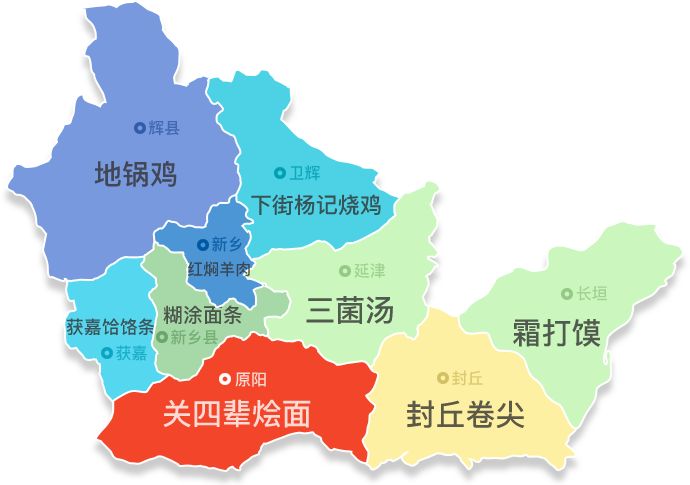 辉县
地锅鸡
卫辉
下街杨记烧鸡
新乡
红焖羊肉
延津
三菌汤
长垣
霜打馍
获嘉饸饹条
获嘉
糊涂面条
新乡县
原阳
关四辈烩面
封丘
封丘卷尖